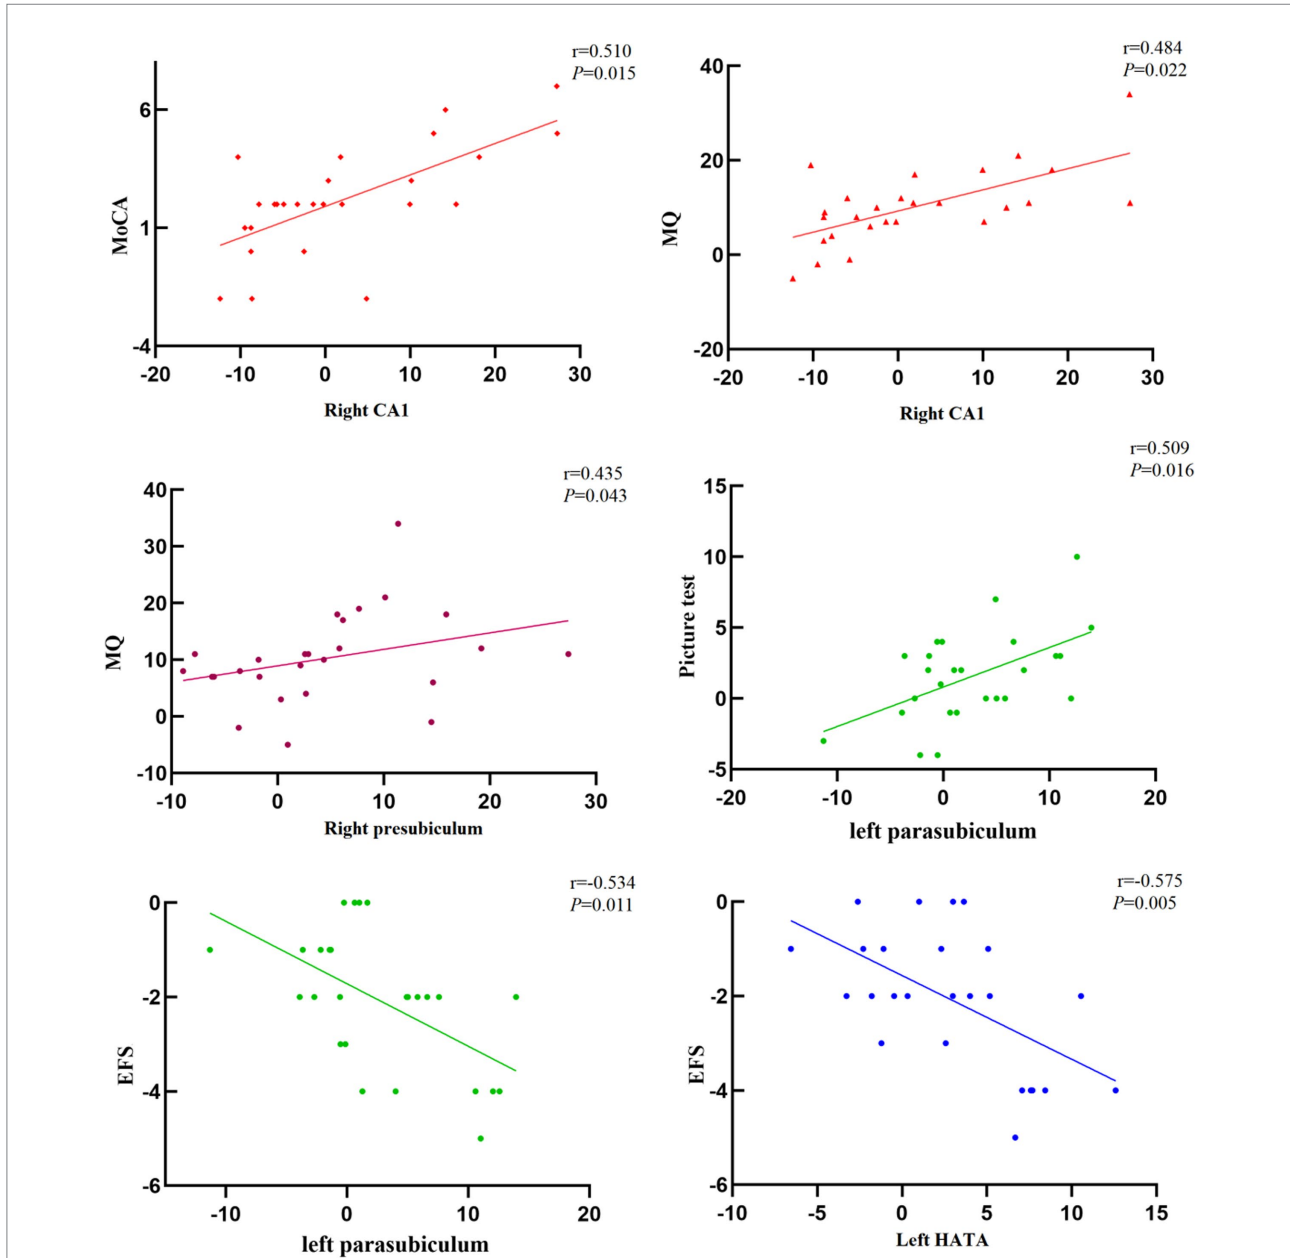 r=0.510
P=0.015
6
1
-4
MoCA
-20 -10 0 10 20 30
Right CA1
r=0.484
P=0.022
40
20
0
-20
MQ
-20 -10 0 10 20 30
Right CA1
r=0.435
P=0.043
40
30
20
10
0
-10
MQ
-10 0 10 20 30
Right presubiculum
r=0.509
P=0.016
15
10
5
0
-5
Picture test
-20 -10 0 10 20
left parasubiculum
r=-0.534
P=0.011
0
-2
-4
-6
EFS
-10 0 10 20
left parasubiculum
r=-0.575
P=0.005
0
-2
-4
-6
EFS
-10 -5 0 5 10 15
Left HATA